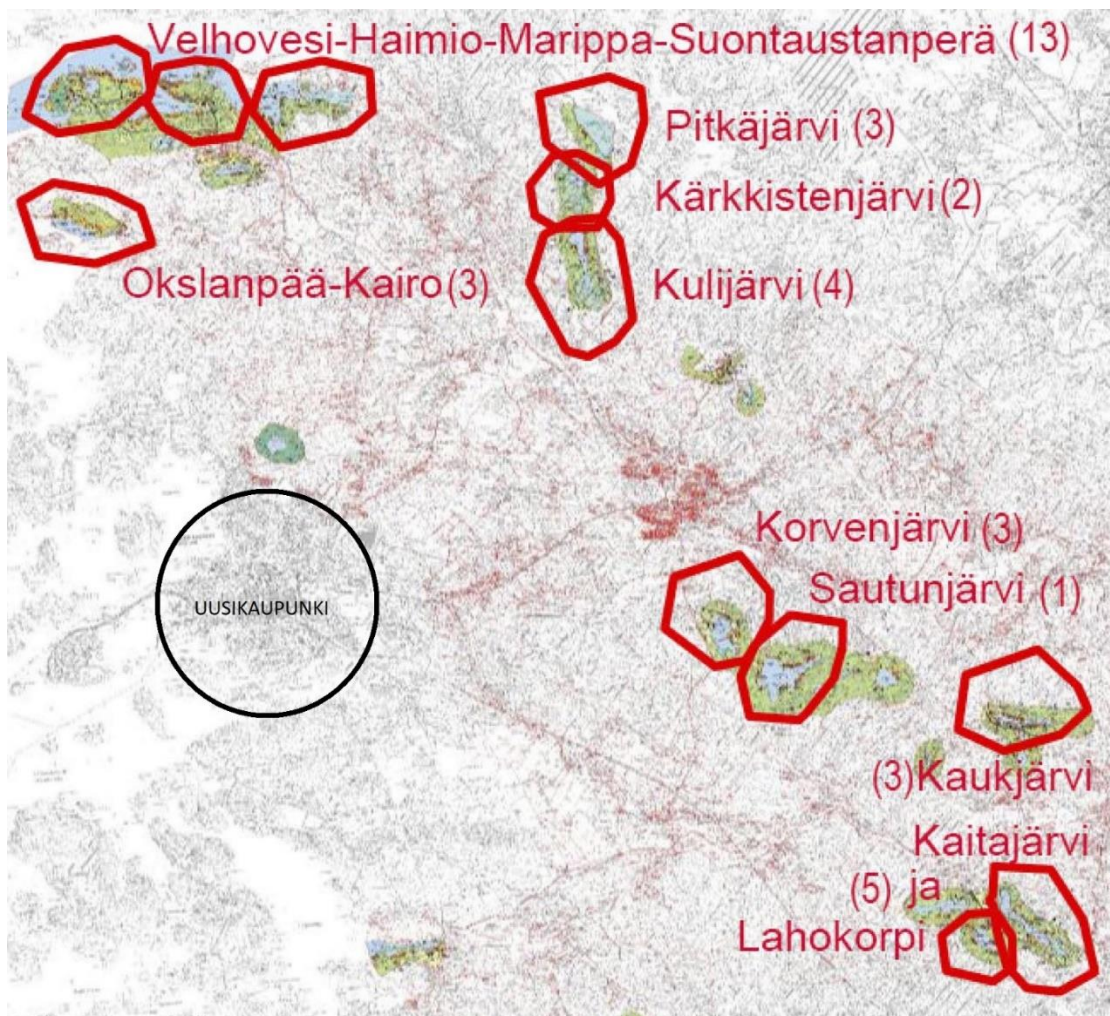 Velhovesi-Haimio-Marippa-Suontaustanperä (13)
Pitkäjärvi (3)
Kärkkistenjärvi (2)
Okslanpää-Kairo (3)
Kulijärvi (4)
Korvenjärvi (3)
Sautunjärvi (1)
UUSIKAUPUNKI
(3) Kaukjärvi
Kaitajärvi
(5) ja
Lahokorpi